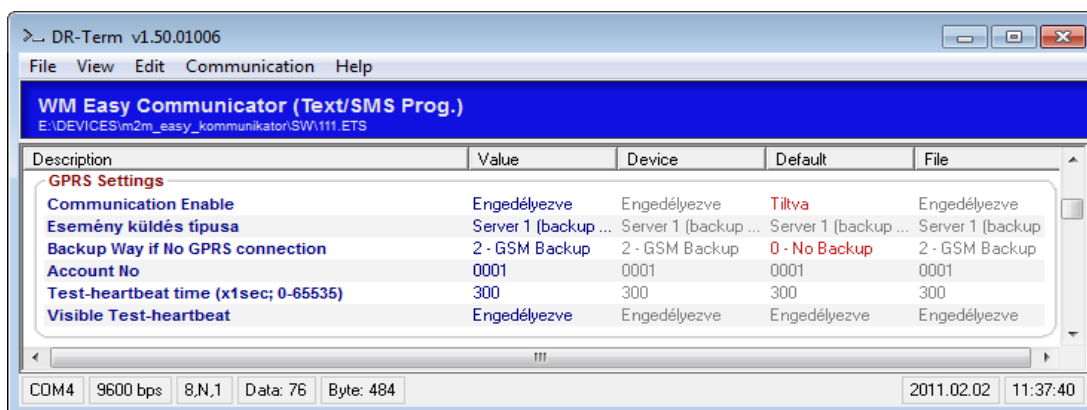 DR-Term v1.50.01006
File View Edit Communication Help
WM Easy Communicator (Text/SMS Prog.)
E:\DEVICES\m2m_easy_kommunikator\SW\111.ETS
Description Value Device Default File
GPRS Settings
Communication Enable Engedélyezve Engedélyezve Tiltva Engedélyezve
Esemény küldés típusa Server 1 (backup ... Server 1 (backup ... Server 1 (backup ... Server 1 (backup
Backup Way if No GPRS connection 2 - GSM Backup 2 - GSM Backup 0 - No Backup 2 - GSM Backup
Account No 0001 0001 0001 0001
Test-heartbeat time (x1sec; 0-65535) 300 300 300 300
Visible Test-heartbeat Engedélyezve Engedélyezve Engedélyezve Engedélyezve
COM4 9600 bps 8,N,1 Data: 76 Byte: 484 2011.02.02 11:37:40